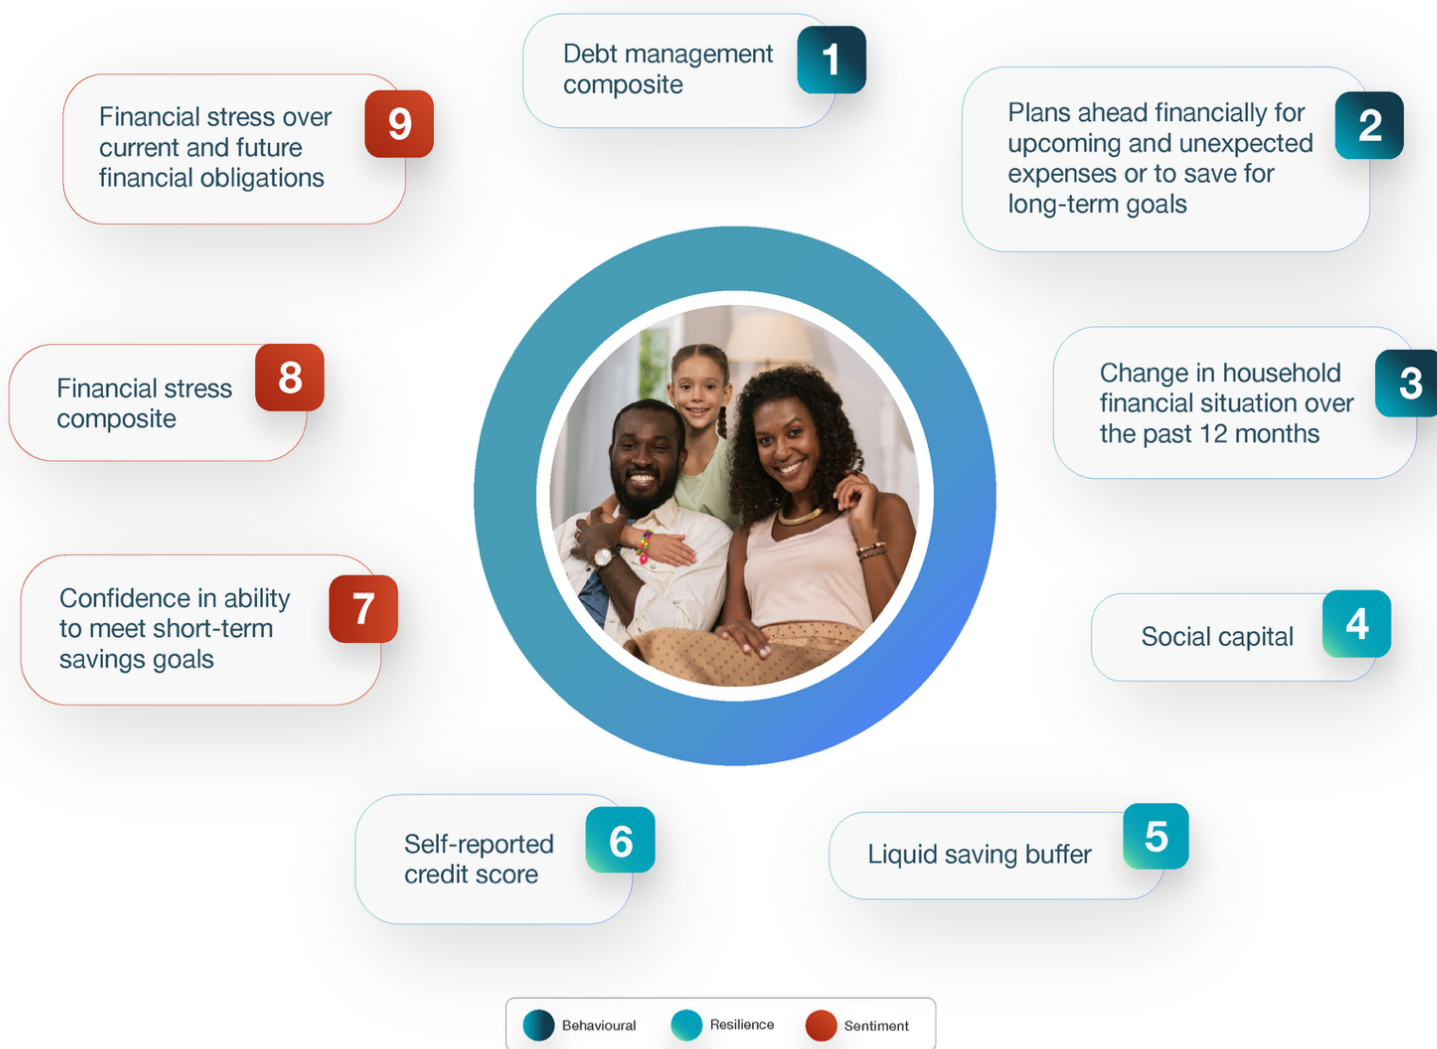 Debt management
composite
1
Plans ahead financially for
upcoming and unexpected
expenses or to save for
long-term goals
2
Change in household
financial situation over
the past 12 months
3
Social capital
4
Liquid saving buffer
5
Self-reported
credit score
6
Confidence in ability
to meet short-term
savings goals
7
Financial stress
composite
8
Financial stress over
current and future
financial obligations
9
Behavioural
Resilience
Sentiment